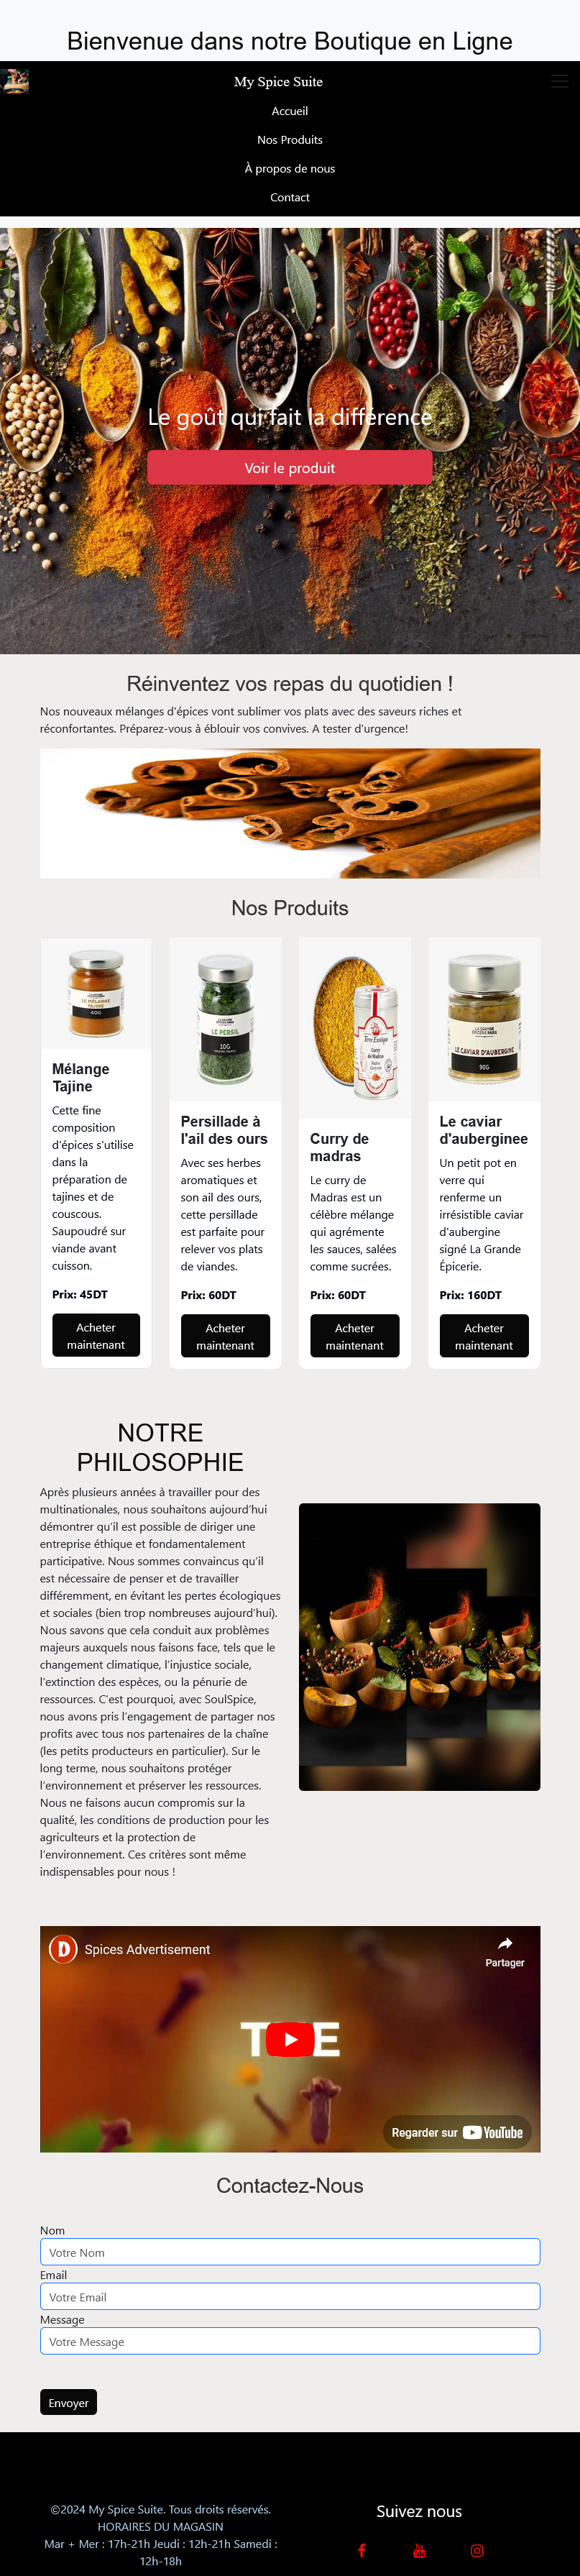 Bienvenue dans notre Boutique en Ligne
My Spice Suite
Accueil
Nos Produits
À propos de nous
Contact
Le goût qui fait la différence
Voir le produit
Réinventez vos repas du quotidien !
Nos nouveaux mélanges d'épices vont sublimer vos plats avec des saveurs riches et
réconfortantes. Préparez-vous à éblouir vos convives. A tester d'urgence!
Nos Produits
LE MÉLANGE
TAJINE
40G
Mélange
Tajine
Cette fine
composition
d'épices s'utilise
dans la
préparation de
tajines et de
couscous.
Saupoudré sur
viande avant
cuisson.
Prix: 45DT
Acheter
maintenant
LE PERSIL
10G
Persillade à
l'ail des ours
Avec ses herbes
aromatiques et
son ail des ours,
cette persillade
est parfaite pour
relever vos plats
de viandes.
Prix: 60DT
Acheter
maintenant
Terre Exotique
Curry
de Madras
Curry de
madras
Le curry de
Madras est un
célèbre mélange
qui agrémente
les sauces, salées
comme sucrées.
Prix: 60DT
Acheter
maintenant
LA GRANDE
ÉPICERIE PARIS
LE CAVIAR D'AUBERGINE
90G
Le caviar
d'auberginee
Un petit pot en
verre qui
renferme un
irrésistible caviar
d'aubergine
signé La Grande
Épicerie.
Prix: 160DT
Acheter
maintenant
NOTRE
PHILOSOPHIE
Après plusieurs années à travailler pour des
multinationales, nous souhaitons aujourd’hui
démontrer qu’il est possible de diriger une
entreprise éthique et fondamentalement
participative. Nous sommes convaincus qu’il
est nécessaire de penser et de travailler
différemment, en évitant les pertes écologiques
et sociales (bien trop nombreuses aujourd’hui).
Nous savons que cela conduit aux problèmes
majeurs auxquels nous faisons face, tels que le
changement climatique, l’injustice sociale,
l’extinction des espèces, ou la pénurie de
ressources. C’est pourquoi, avec SoulSpice,
nous avons pris l’engagement de partager nos
profits avec tous nos partenaires de la chaîne
(les petits producteurs en particulier). Sur le
long terme, nous souhaitons protéger
l’environnement et préserver les ressources.
Nous ne faisons aucun compromis sur la
qualité, les conditions de production pour les
agriculteurs et la protection de
l’environnement. Ces critères sont même
indispensables pour nous !
D
Spices Advertisement
Partager
Regarder sur YouTube
Contactez-Nous
Nom
Votre Nom
Email
Votre Email
Message
Votre Message
Envoyer
©2024 My Spice Suite. Tous droits réservés.
HORAIRES DU MAGASIN
Mar + Mer : 17h-21h Jeudi : 12h-21h Samedi :
12h-18h
Suivez nous